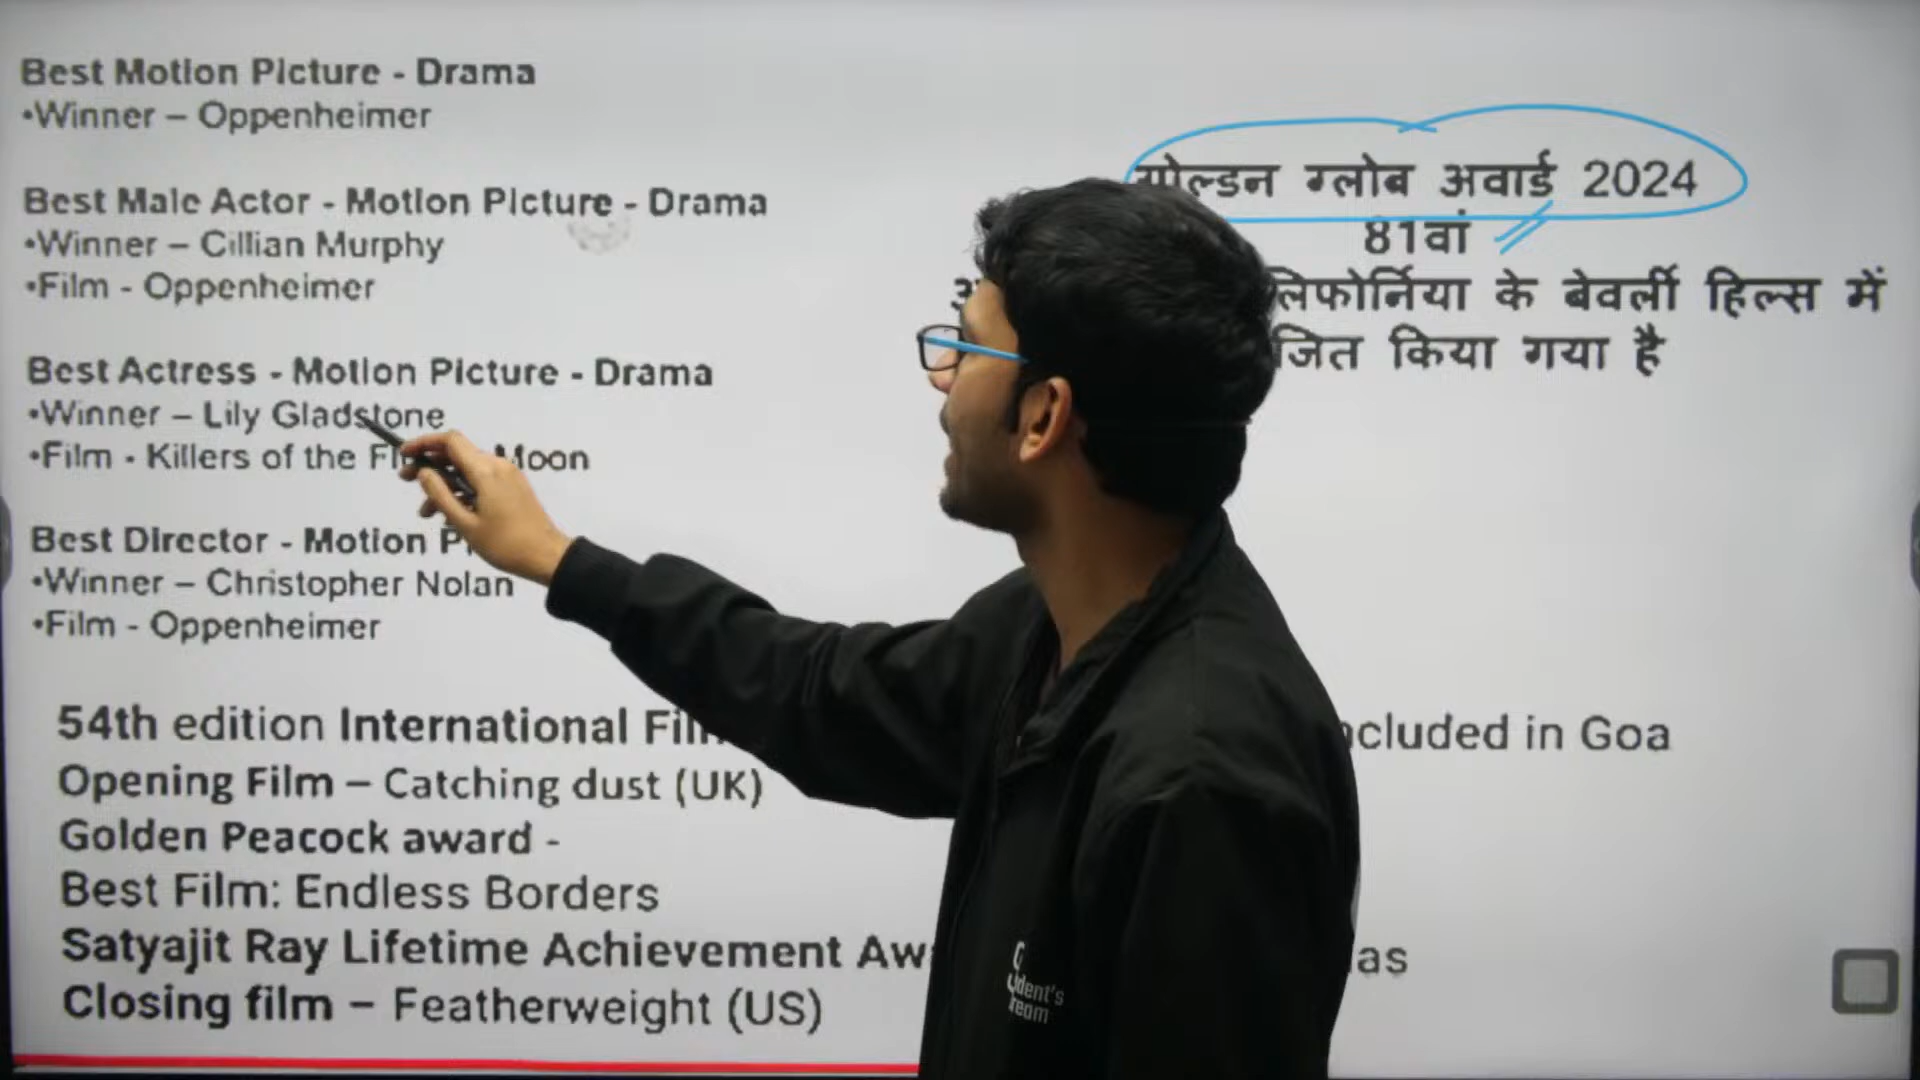 Best Motion Picture - Drama
•Winner – Oppenheimer
Best Male Actor - Motion Picture - Drama
•Winner – Cillian Murphy
•Film - Oppenheimer
Best Actress - Motion Picture - Drama
•Winner – Lily Gladstone
•Film - Killers of the Moon
Best Director - Motion
•Winner – Christopher Nolan
•Film - Oppenheimer
गोल्डन ग्लोब अवार्ड 2024
81वां
के बेवर्ली हिल्स में
किया गया है
54th edition International in Goa
Opening Film – Catching dust (UK)
Golden Peacock award -
Best Film: Endless Borders
Satyajit Ray Lifetime Achievement
Closing film – Featherweight (US)